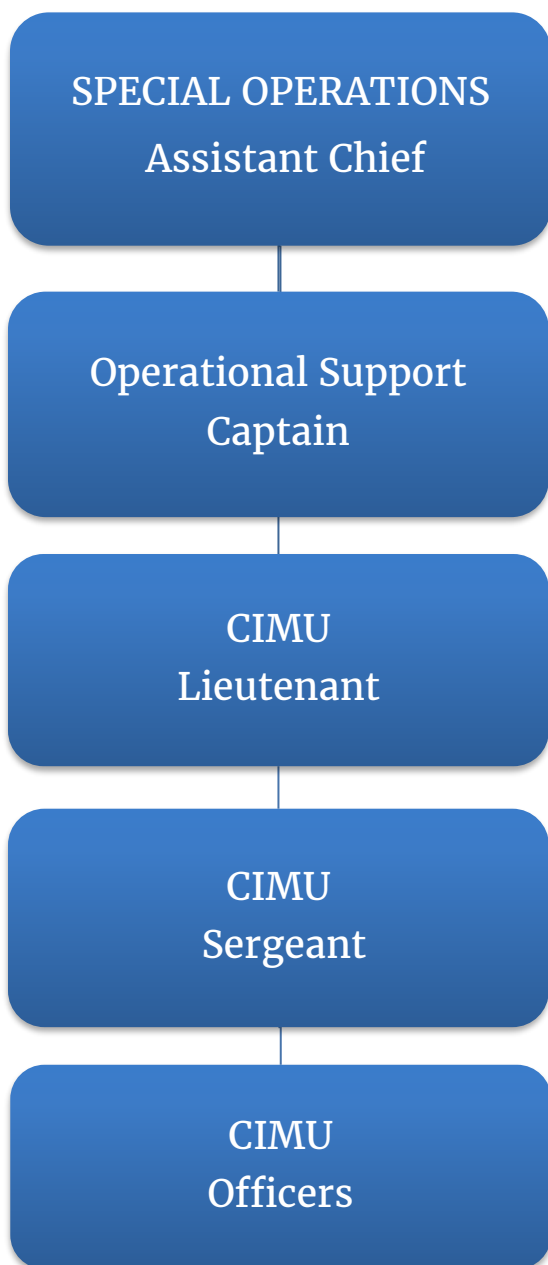 SPECIAL OPERATIONS
Assistant Chief
Operational Support
Captain
CIMU
Lieutenant
CIMU
Sergeant
CIMU
Officers